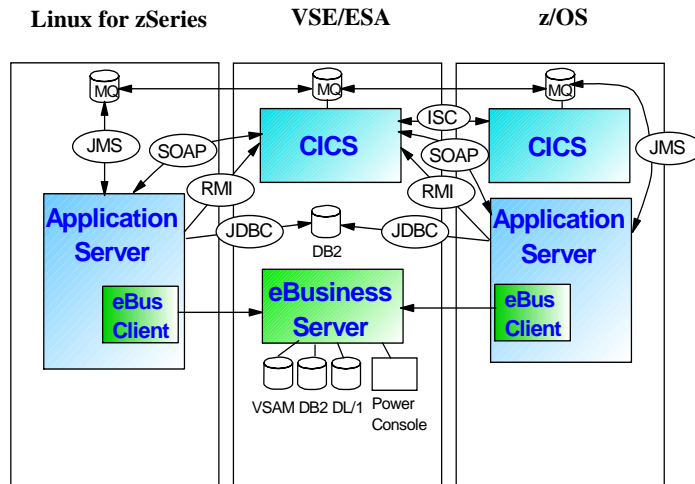 Linux for zSeries
VSE/ESA
z/OS
MQ
MQ
MQ
ISC
CICS
CICS
JMS
SOAP
SOAP
JMS
RMI
RMI
Application
Server
Application
Server
JDBC
JDBC
DB2
eBus
Client
eBusiness
Server
eBus
Client
VSAM
DB2
DL/1
Power
Console